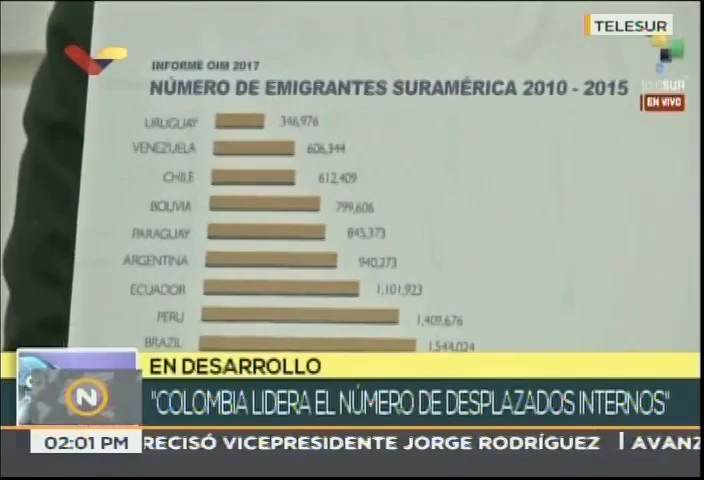 TELESUR
teleSUR
EN VIVO
INFORME OIM 2017
NÚMERO DE EMIGRANTES SURAMÉRICA 2010 - 2015
URUGUAY 346,976
VENEZUELA 606,344
CHILE 612,409
BOLIVIA 799,606
PARAGUAY 845,373
ARGENTINA 940,273
ECUADOR 1,101,923
PERU 1,409,676
BRAZIL 1,544,024
EN DESARROLLO
N
"COLOMBIA LIDERA EL NÚMERO DE DESPLAZADOS INTERNOS"
02:01 PM RECISÓ VICEPRESIDENTE JORGE RODRÍGUEZ | AVANZ